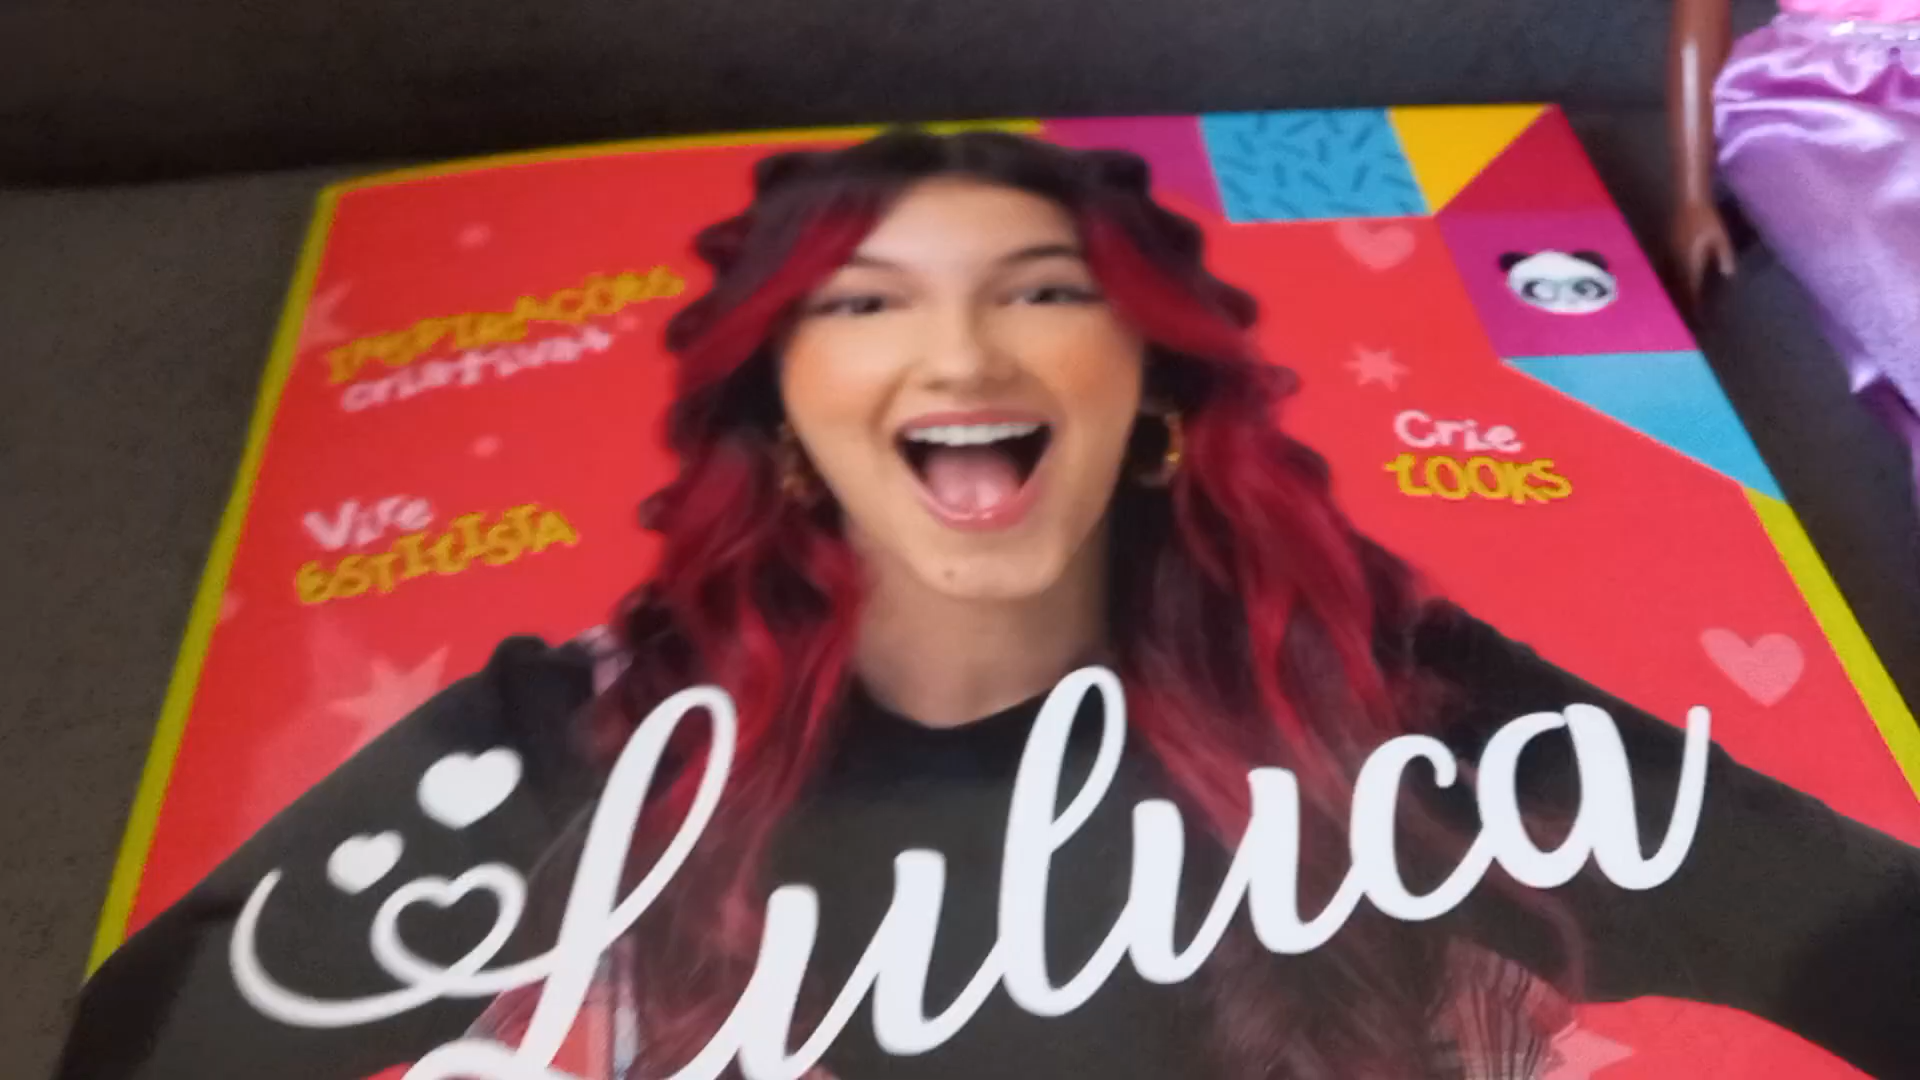 INSPIRAÇÕES
criativas
Crie
LOOKS
Vire
ESTILISTA
Luluca